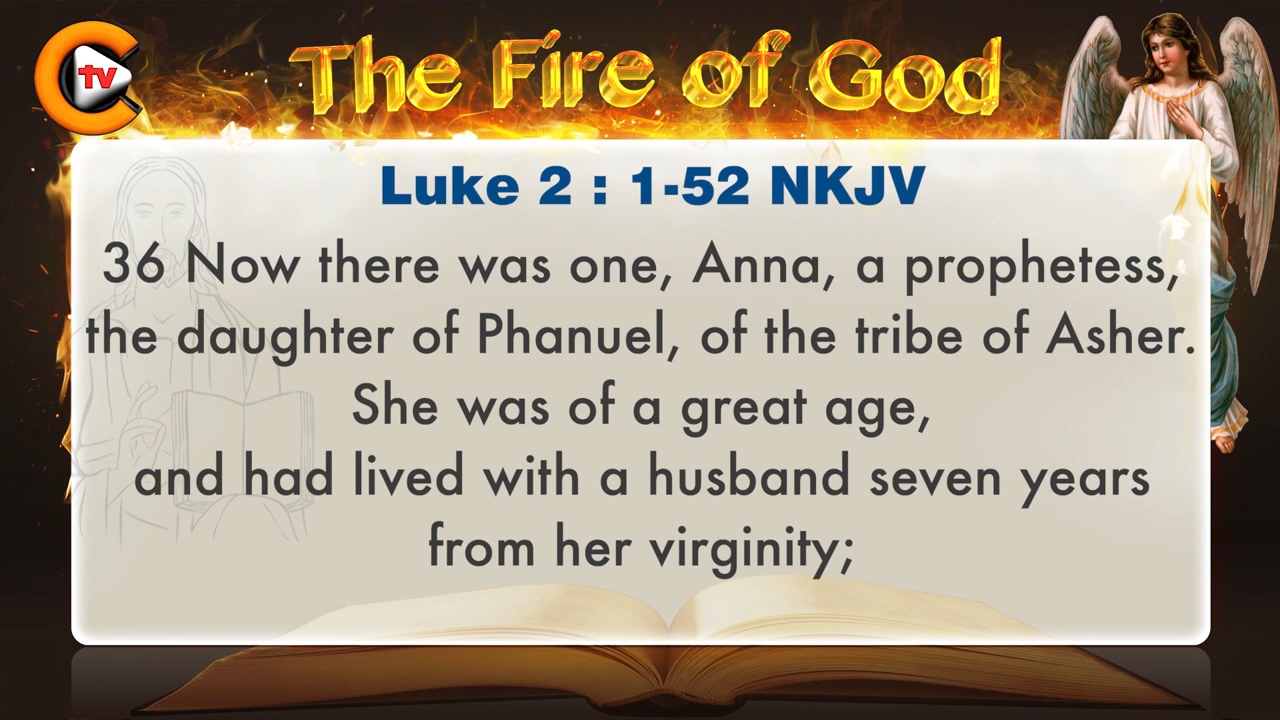 tv
The Fire of God
Luke 2 : 1-52 NKJV
36 Now there was one, Anna, a prophetess,
the daughter of Phanuel, of the tribe of Asher.
She was of a great age,
and had lived with a husband seven years
from her virginity;